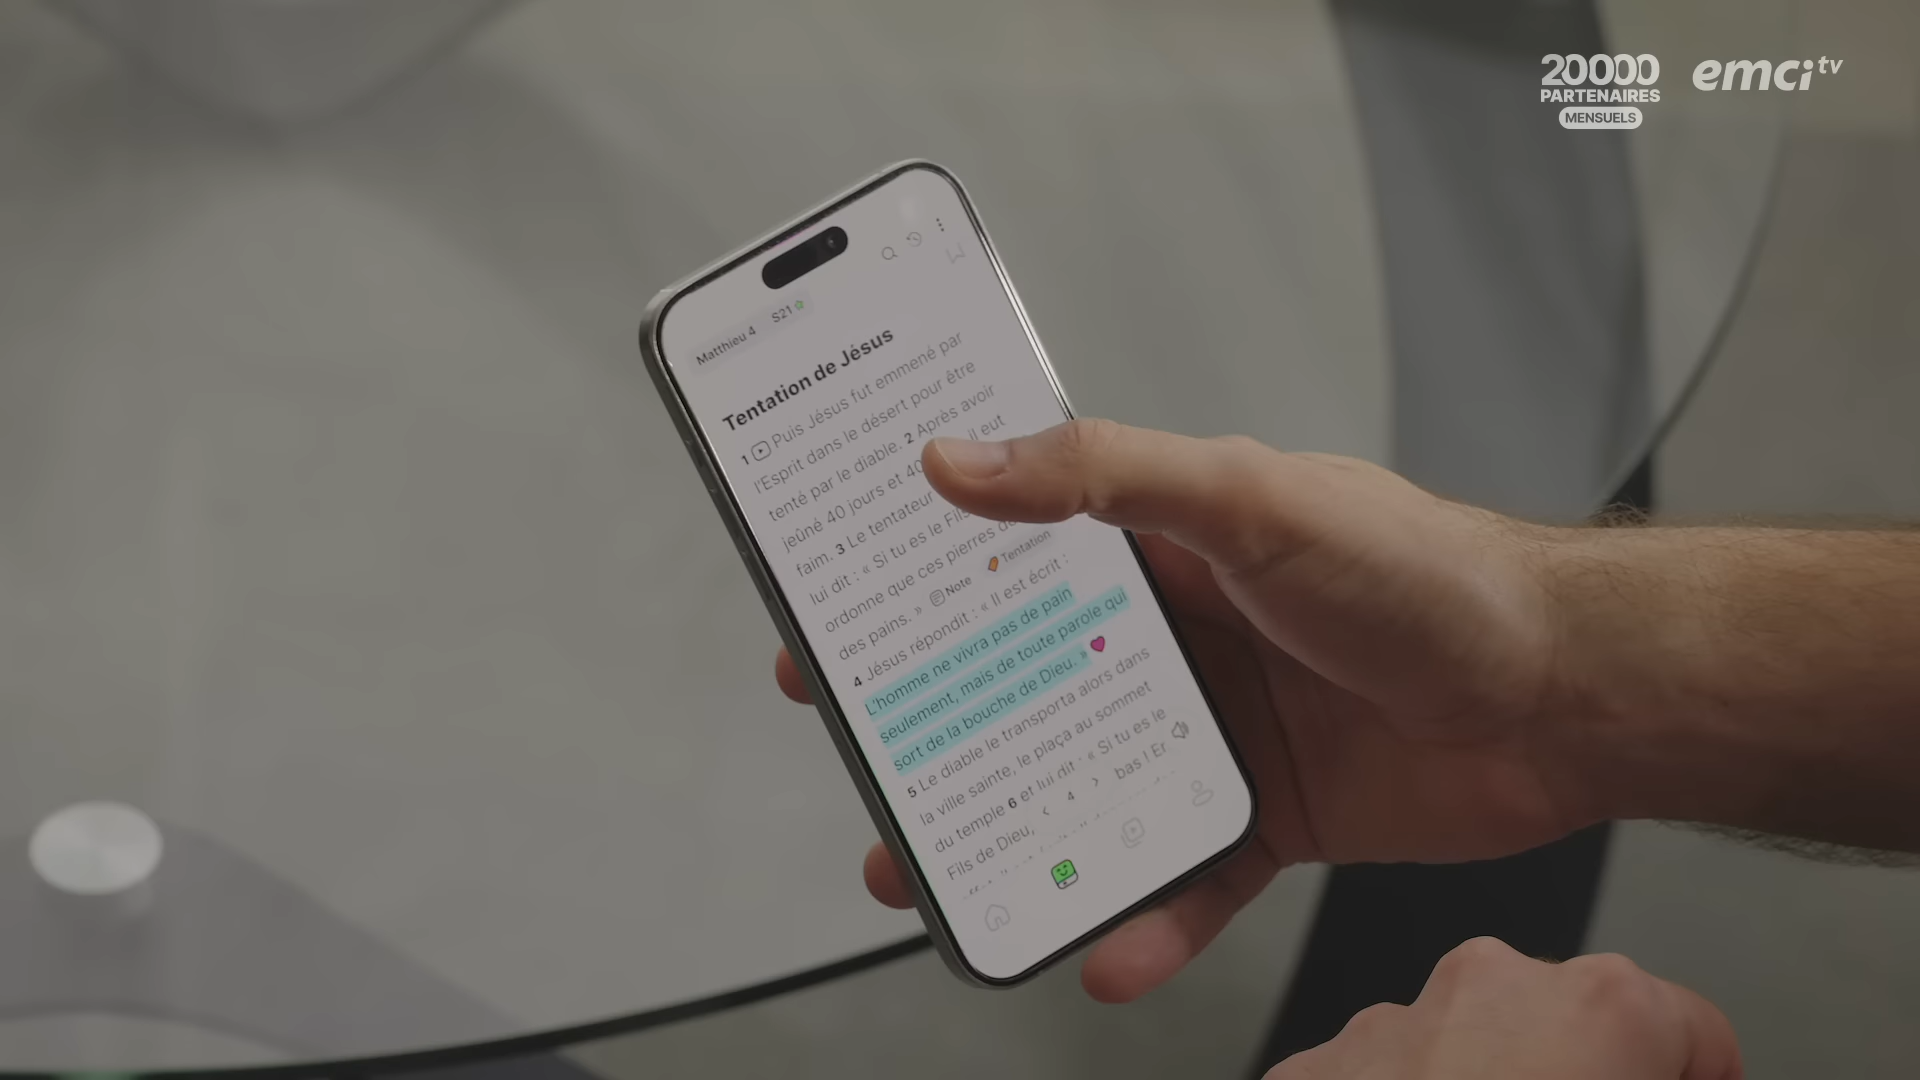 20000
PARTENAIRES
MENSUELS
emci tv
Matthieu 4 S21
Tentation de Jésus
1 Puis Jésus fut emmené par
l'Esprit dans le désert pour être
tenté par le diable. 2 Après avoir
jeûné 40 jours et 40 il eut
faim. 3 Le tentateur
lui dit : « Si tu es le Fils
ordonne que ces pierres
des pains. » Note Tentation
4 Jésus répondit : « Il est écrit :
L'homme ne vivra pas de pain
seulement, mais de toute parole qui
sort de la bouche de Dieu. »
5 Le diable le transporta alors dans
la ville sainte, le plaça au sommet
du temple 6 et lui dit : « Si tu es le
Fils de Dieu, bas ! Er
4